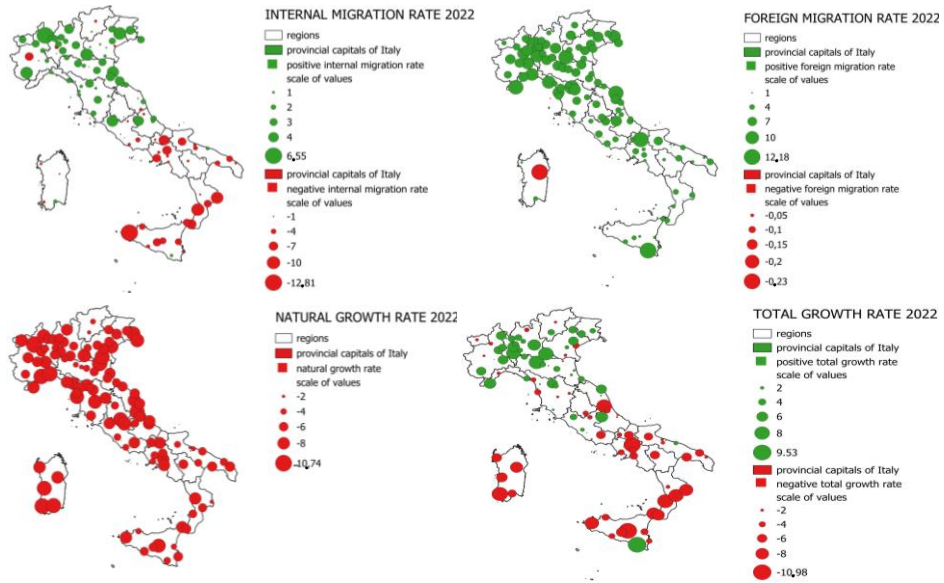 INTERNAL MIGRATION RATE 2022
regions
provincial capitals of Italy
positive internal migration rate
scale of values
1
2
3
4
6.55
provincial capitals of Italy
negative internal migration rate
scale of values
-1
-4
-7
-10
-12.81
FOREIGN MIGRATION RATE 2022
regions
provincial capitals of Italy
positive foreign migration rate
scale of values
1
4
7
10
12.18
provincial capitals of Italy
negative foreign migration rate
scale of values
-0,05
-0,1
-0,15
-0,2
-0,23
NATURAL GROWTH RATE 2022
regions
provincial capitals of Italy
natural growth rate
scale of values
-2
-4
-6
-8
-10.74
TOTAL GROWTH RATE 2022
regions
provincial capitals of Italy
positive total growth rate
scale of values
2
4
6
8
9.53
provincial capitals of Italy
negative total growth rate
scale of values
-2
-4
-6
-8
-10.98